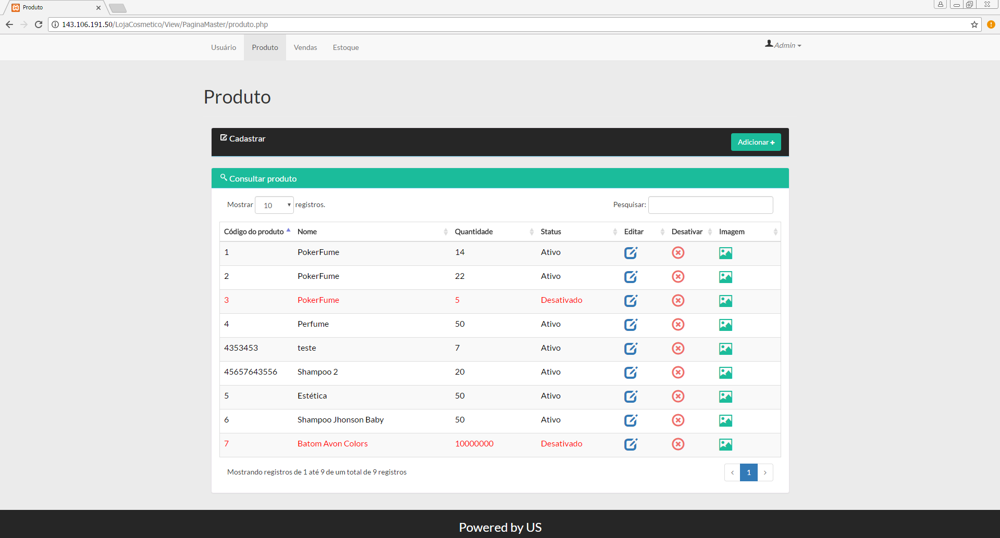 Produto
143.106.191.50/LojaCosmetico/View/PaginaMaster/produto.php
Usuário Produto Vendas Estoque Admin
Produto
Cadastrar Adicionar+
Consultar produto
Mostrar 10 registros. Pesquisar:
Código do produto Nome Quantidade Status Editar Desativar Imagem
1 PokerFume 14 Ativo
2 PokerFume 22 Ativo
3 PokerFume 5 Desativado
4 Perfume 50 Ativo
4353453 teste 7 Ativo
45657643556 Shampoo 2 20 Ativo
5 Estética 50 Ativo
6 Shampoo Jhonson Baby 50 Ativo
7 Batom Avon Colors 10000000 Desativado
Mostrando registros de 1 até 9 de um total de 9 registros ‹ 1 ›
Powered by US